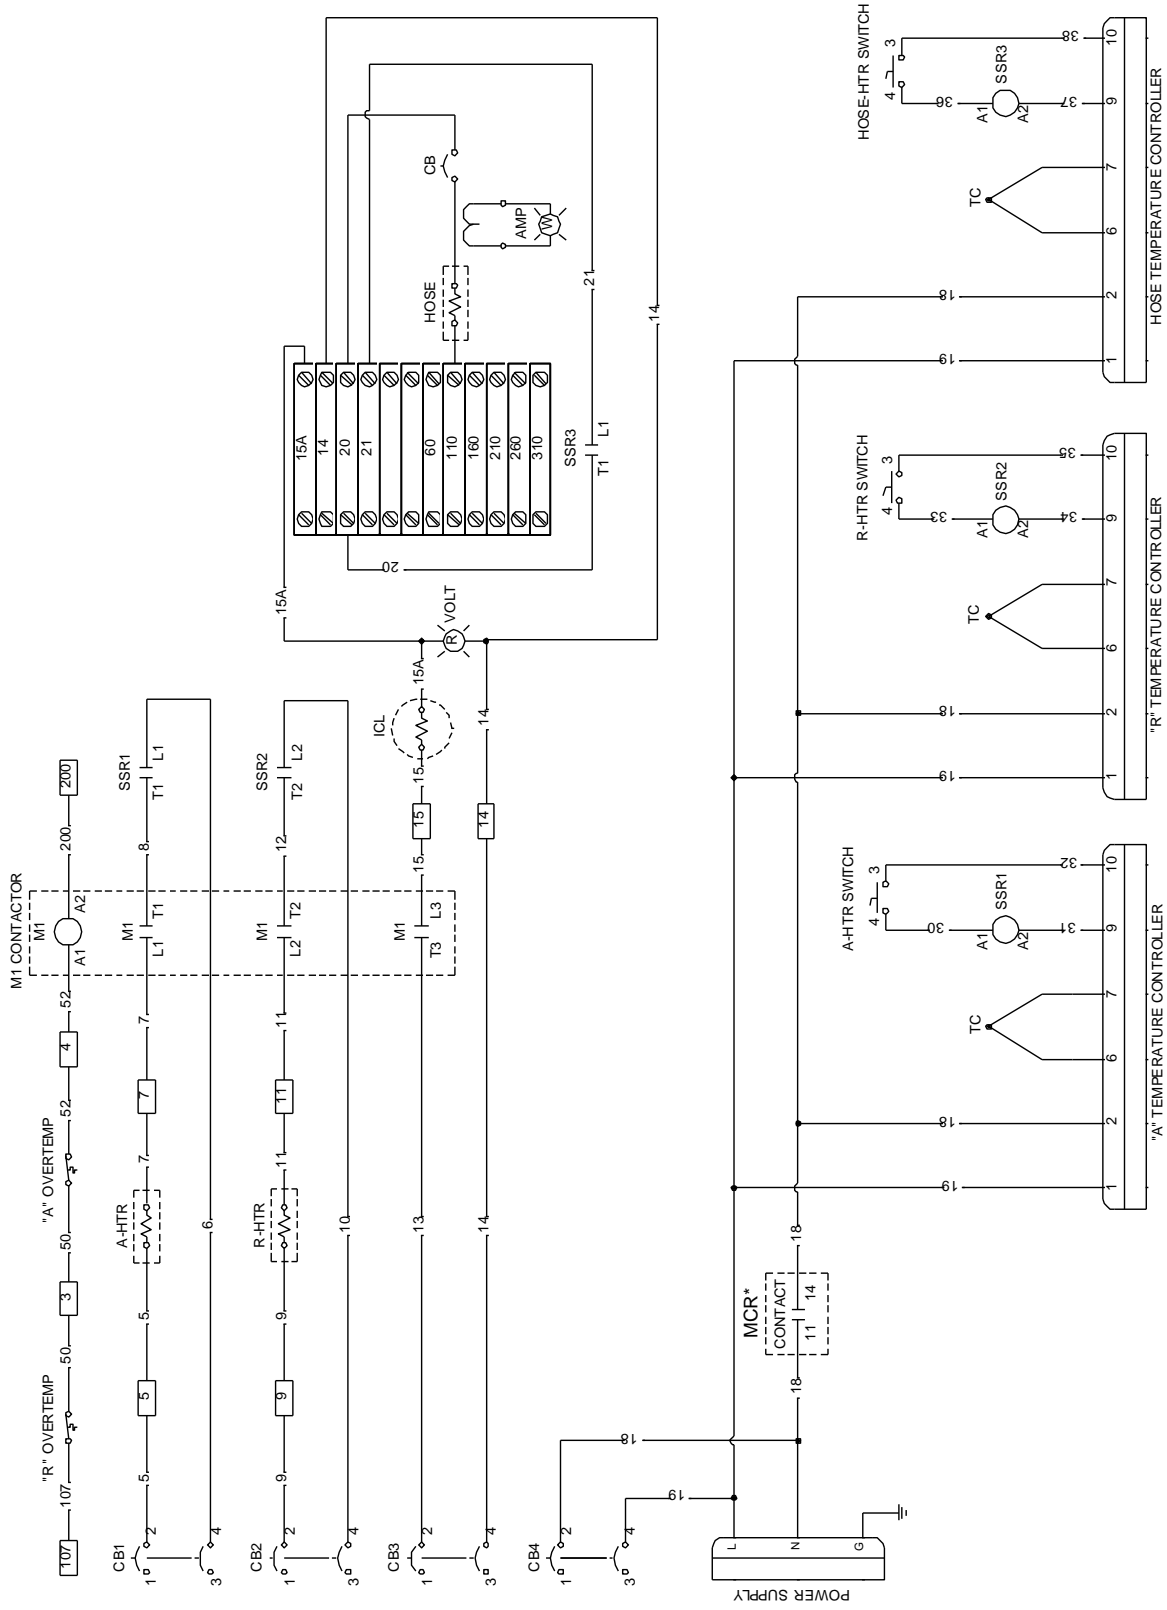 M1 CONTACTOR
107
107
"R" OVERTEMP
50
3
50
"A" OVERTEMP
52
4
52
A1
M1
A2
200
200
CB1
1
2
3
4
5
5
5
A-HTR
7
7
7
L1
M1
T1
8
T1
SSR1
L1
6
CB2
1
2
3
4
9
9
9
R-HTR
11
11
11
L2
M1
T2
12
T2
SSR2
L2
10
CB3
1
2
3
4
13
T3
M1
L3
15
15
15
ICL
15A
15A
14
14
14
R
VOLT
15A
14
20
21
60
110
160
210
260
310
20
HOSE
CB
AMP
W
SSR3
T1
L1
21
14
CB4
1
2
3
4
18
19
POWER SUPPLY
L
N
G
18
MCR*
CONTACT
11
14
18
A-HTR SWITCH
4
3
30
A1
SSR1
A2
31
32
TC
19
18
1
2
6
7
9
10
"A" TEMPERATURE CONTROLLER
R-HTR SWITCH
4
3
33
A1
SSR2
A2
34
35
TC
19
18
1
2
6
7
9
10
"R" TEMPERATURE CONTROLLER
HOSE-HTR SWITCH
4
3
36
A1
SSR3
A2
37
38
TC
19
18
1
2
6
7
9
10
HOSE TEMPERATURE CONTROLLER